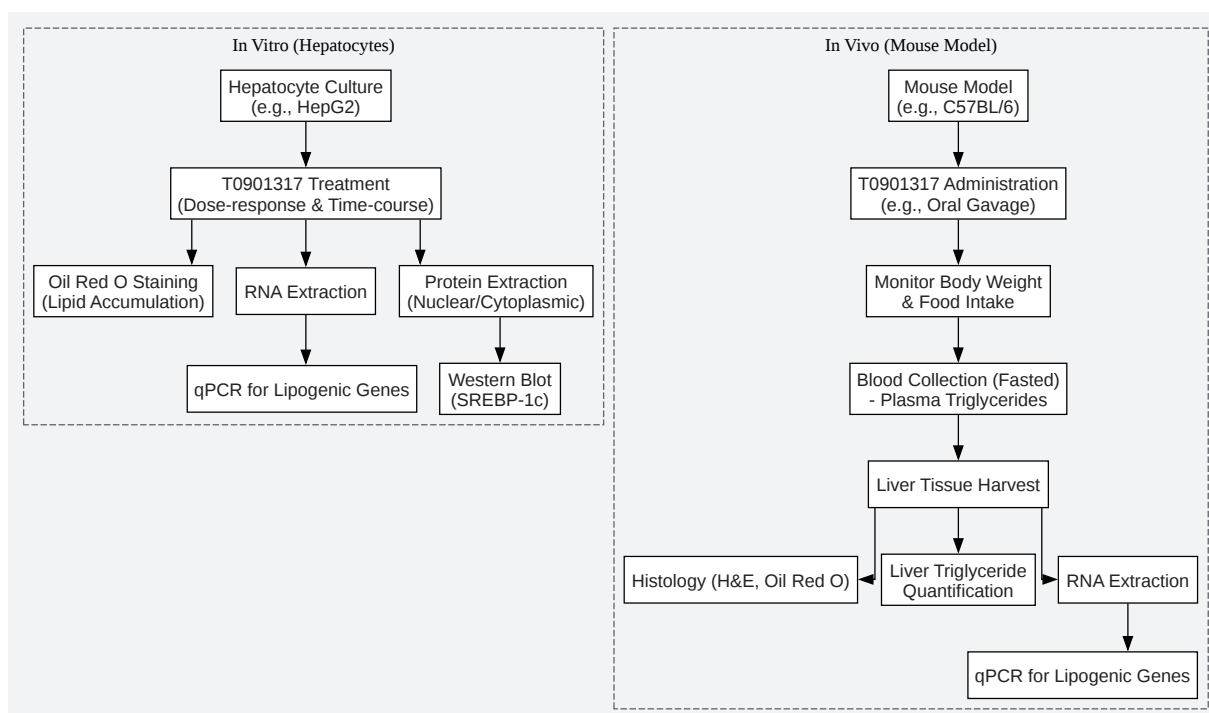 In Vitro (Hepatocytes)
Hepatocyte Culture
(e.g., HepG2)
T0901317 Treatment
(Dose-response & Time-course)
Oil Red O Staining
(Lipid Accumulation)
RNA Extraction
Protein Extraction
(Nuclear/Cytoplasmic)
qPCR for Lipogenic Genes
Western Blot
(SREBP-1c)
In Vivo (Mouse Model)
Mouse Model
(e.g., C57BL/6)
T0901317 Administration
(e.g., Oral Gavage)
Monitor Body Weight
& Food Intake
Blood Collection (Fasted)
- Plasma Triglycerides
Liver Tissue Harvest
Histology (H&E, Oil Red O)
Liver Triglyceride
Quantification
RNA Extraction
qPCR for Lipogenic Genes